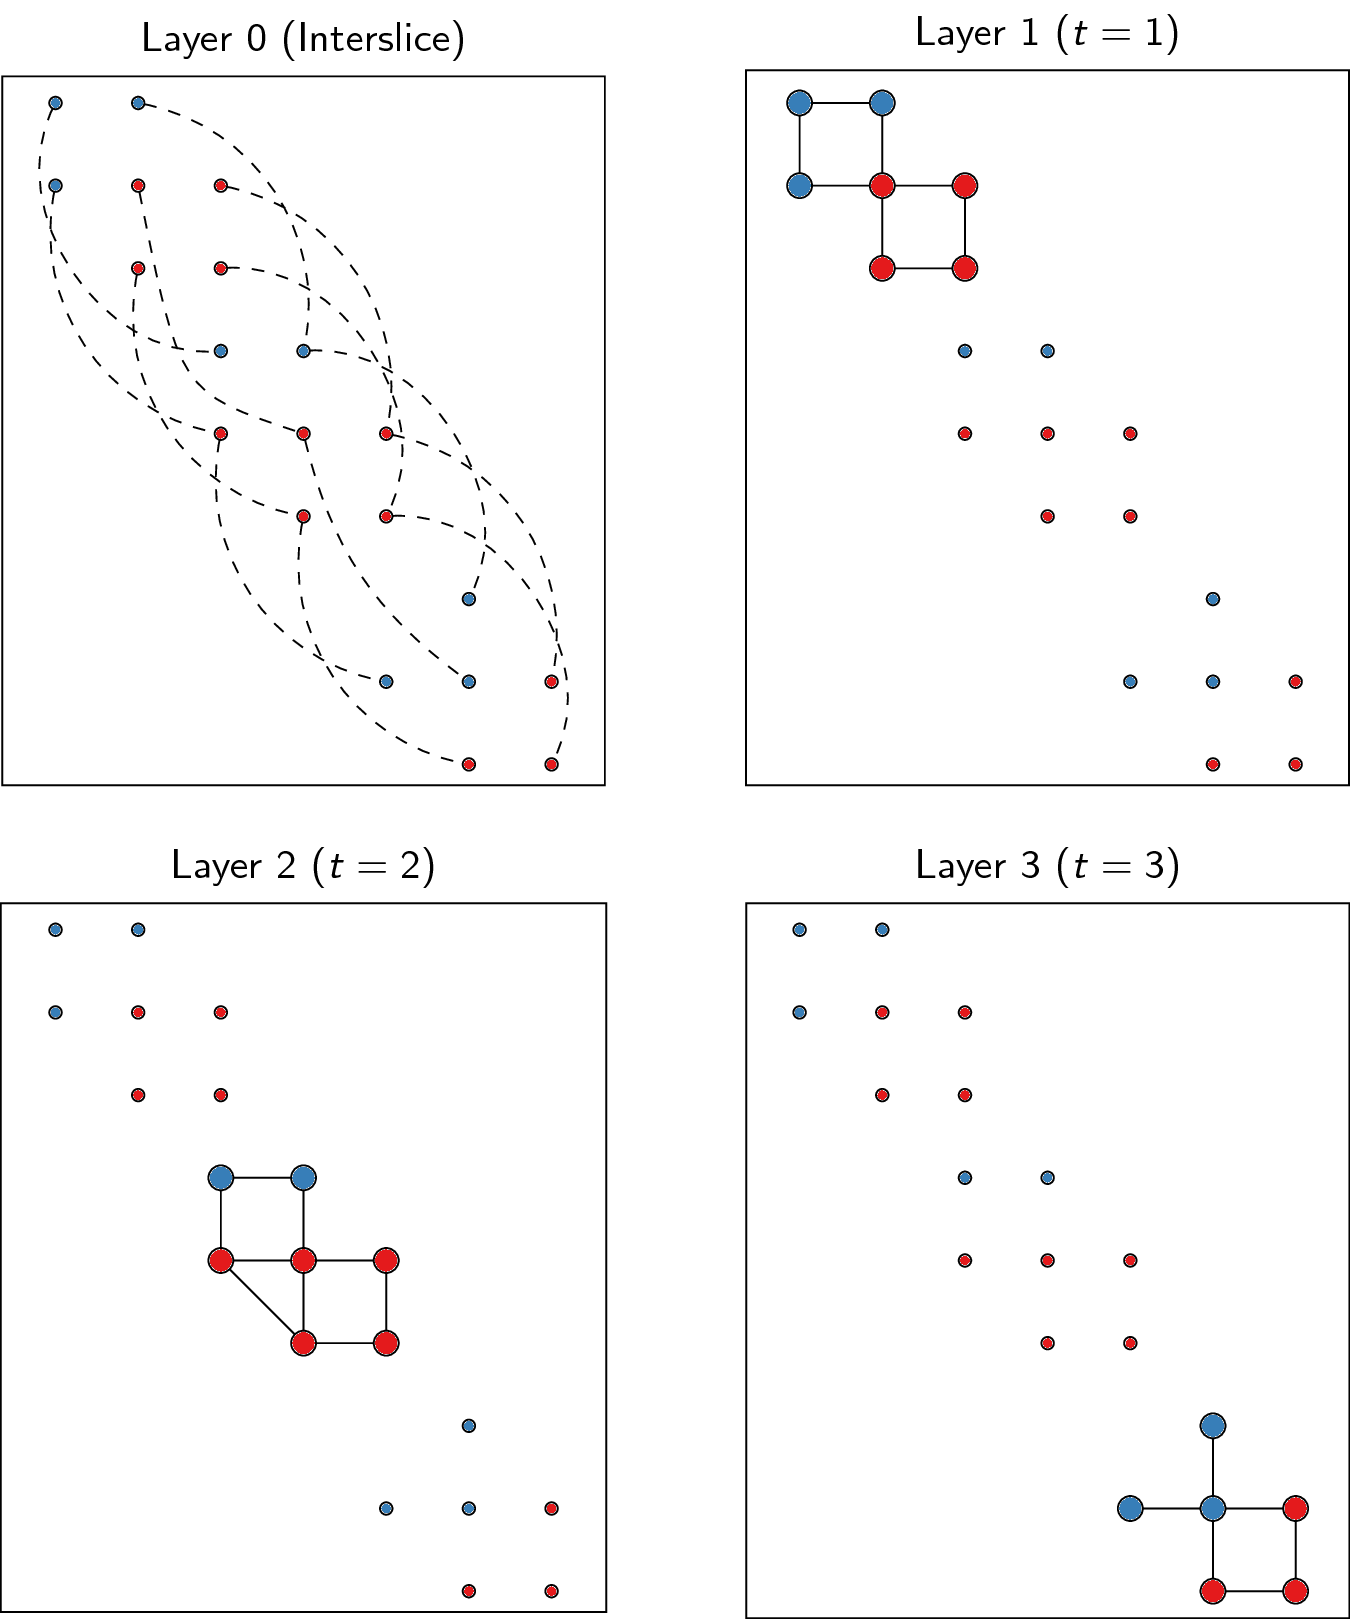 Layer 0 (Interslice)
Layer 1 (t = 1)
Layer 2 (t = 2)
Layer 3 (t = 3)